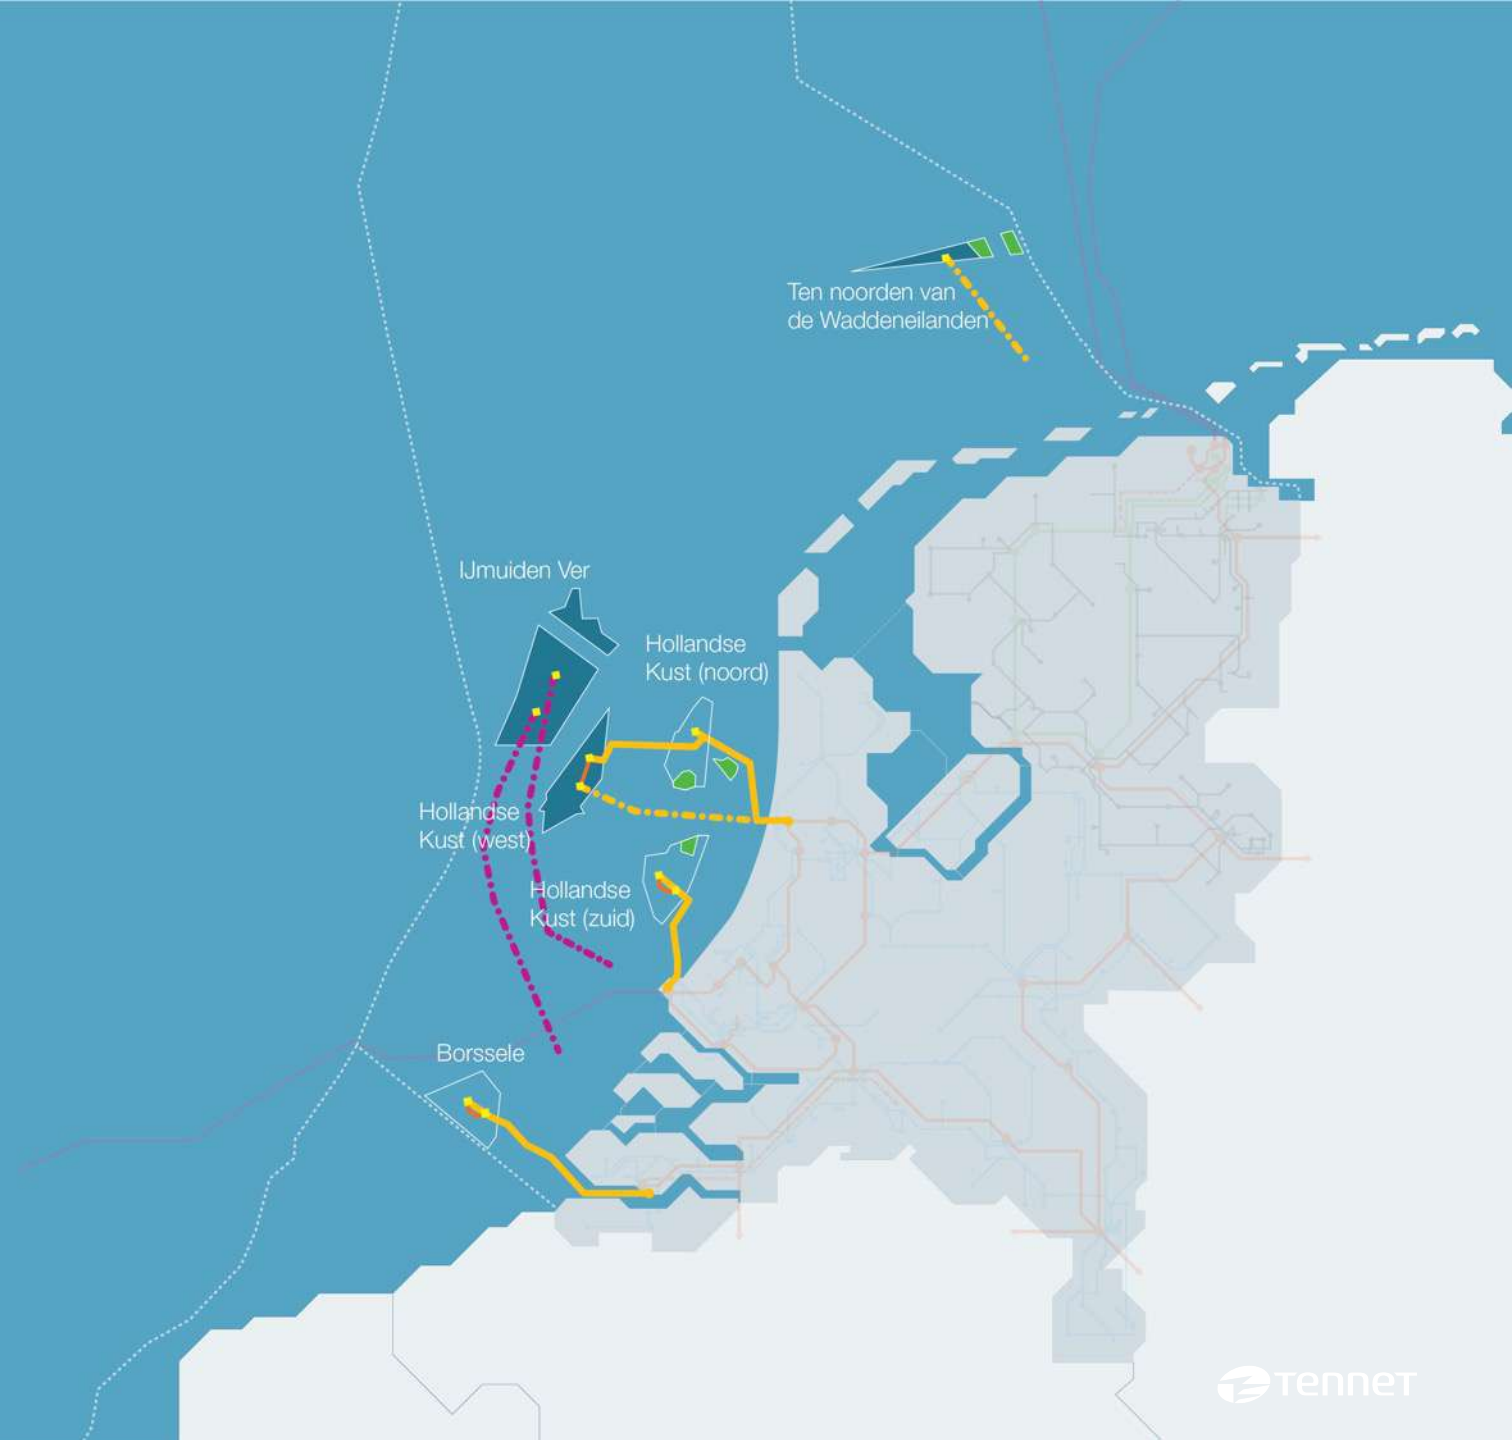 Ten noorden van
de Waddeneilanden
IJmuiden Ver
Hollandse
Kust (noord)
Hollandse
Kust (west)
Hollandse
Kust (zuid)
Borssele
TENNET